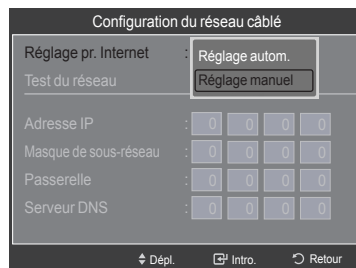 Configuration du réseau câblé
Réglage pr. Internet : Réglage autom.
Test du réseau Réglage manuel
Adresse IP : 0 0 0 0
Masque de sous-réseau : 0 0 0 0
Passerelle : 0 0 0 0
Serveur DNS : 0 0 0 0
Dépl. Intro. Retour